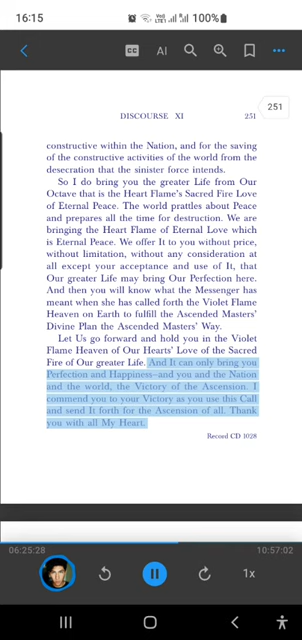 16:15
100%
CC AI
251
DISCOURSE XI 251
constructive within the Nation, and for the saving
of the constructive activities of the world from the
desecration that the sinister force intends.
So I do bring you the greater Life from Our
Octave that is the Heart Flame's Sacred Fire Love
of Eternal Peace. The world prattles about Peace
and prepares all the time for destruction. We are
bringing the Heart Flame of Eternal Love which
is Eternal Peace. We offer It to you without price,
without limitation, without any consideration at
all except your acceptance and use of It, that
Our greater Life may bring Our Perfection here.
And then you will know what the Messenger has
meant when she has called forth the Violet Flame
Heaven on Earth to fulfill the Ascended Masters'
Divine Plan the Ascended Masters' Way.
Let Us go forward and hold you in the Violet
Flame Heaven of Our Hearts' Love of the Sacred
Fire of Our greater Life. And It can only bring you
Perfection and Happiness—and you and the Nation
and the world, the Victory of the Ascension. I
commend you to your Victory as you use this Call
and send It forth for the Ascension of all. Thank
you with all My Heart.
Record CD 1028
06:25:28 10:57:02
1x